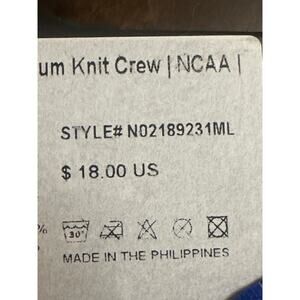 um Knit Crew | NCAA |
STYLE# N02189231ML
$ 18.00 US
%
30°
MADE IN THE PHILIPPINES